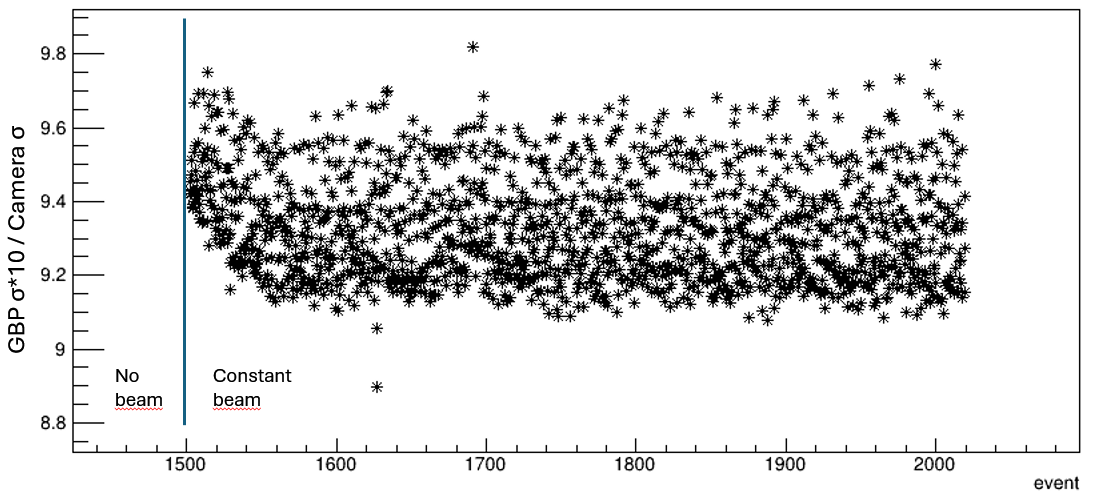 9.8
9.6
9.4
9.2
9
8.8
GBP σ*10 / Camera σ
No
beam
Constant
beam
1500 1600 1700 1800 1900 2000
event